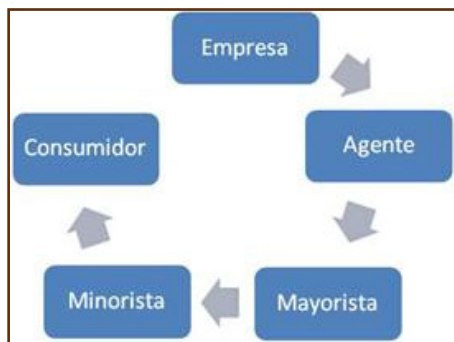 Empresa
Agente
Mayorista
Minorista
Consumidor